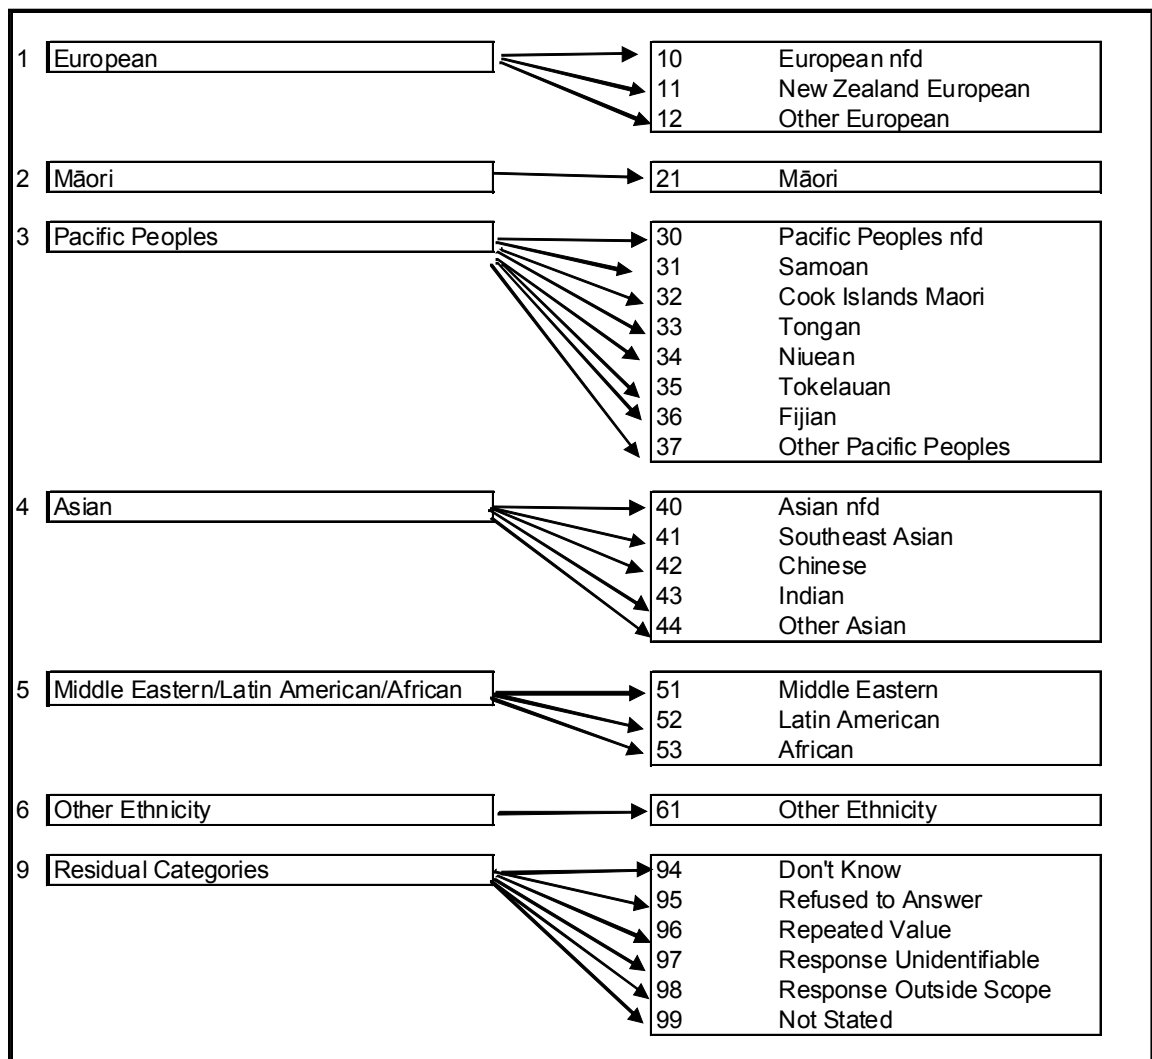 1 European 10 European nfd
11 New Zealand European
12 Other European
2 Māori 21 Māori
3 Pacific Peoples 30 Pacific Peoples nfd
31 Samoan
32 Cook Islands Maori
33 Tongan
34 Niuean
35 Tokelauan
36 Fijian
37 Other Pacific Peoples
4 Asian 40 Asian nfd
41 Southeast Asian
42 Chinese
43 Indian
44 Other Asian
5 Middle Eastern/Latin American/African 51 Middle Eastern
52 Latin American
53 African
6 Other Ethnicity 61 Other Ethnicity
9 Residual Categories 94 Don't Know
95 Refused to Answer
96 Repeated Value
97 Response Unidentifiable
98 Response Outside Scope
99 Not Stated